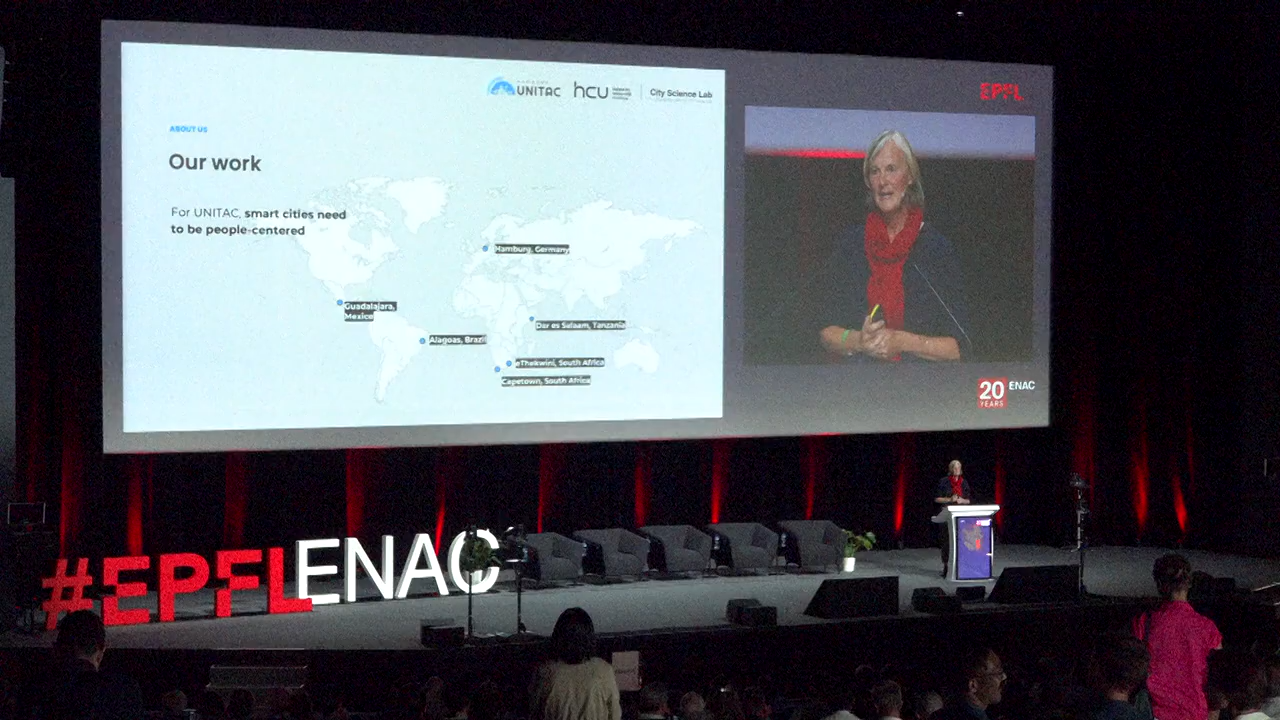 UNITAC
hcu
City Science Lab
EPFL
ABOUT US
Our work
For UNITAC, smart cities need
to be people-centered
Hamburg, Germany
Guadalajara,
Mexico
Dar es Salaam, Tanzania
Alagoas, Brazil
eThekwini, South Africa
Capetown, South Africa
20
YEARS
ENAC
#EPFLENAC